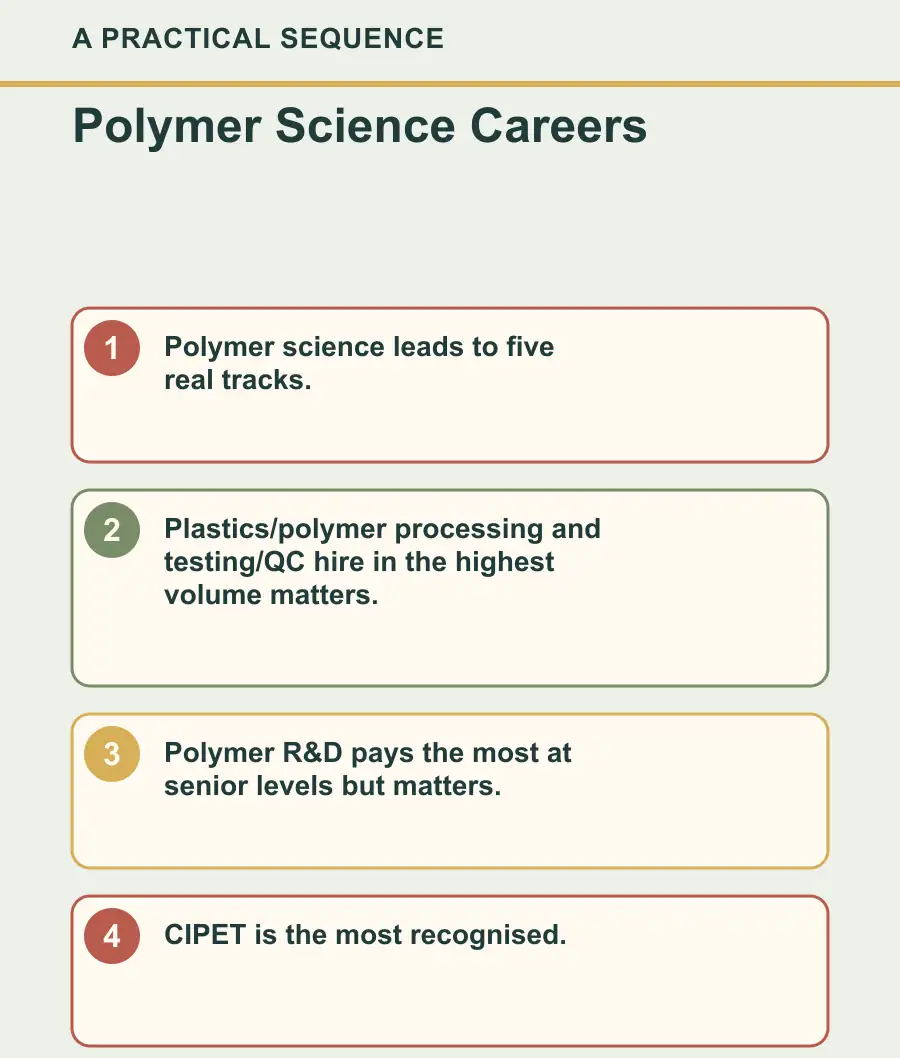 A PRACTICAL SEQUENCE
Polymer Science Careers
1
Polymer science leads to five
real tracks.
2
Plastics/polymer processing and
testing/QC hire in the highest
volume matters.
3
Polymer R&D pays the most at
senior levels but matters.
4
CIPET is the most recognised.